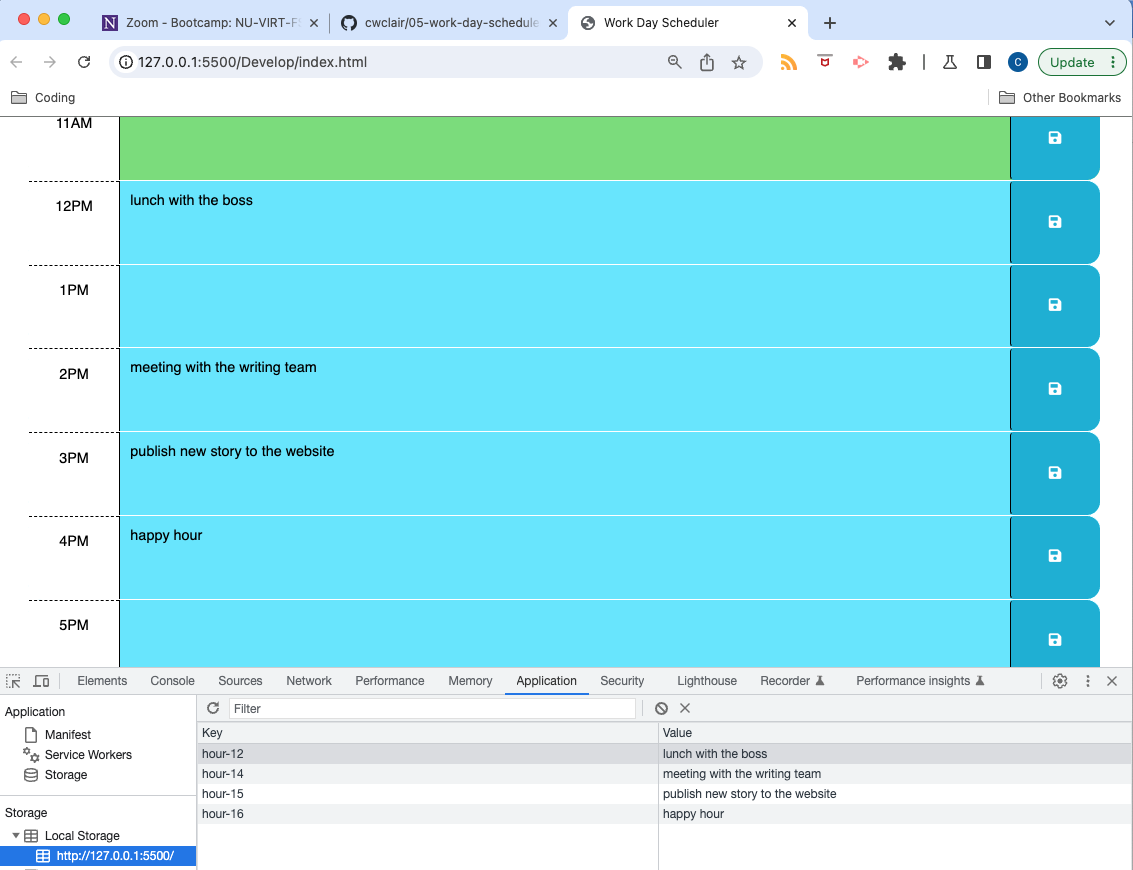 N Zoom - Bootcamp: NU-VIRT-FS
cwclair/05-work-day-schedule
Work Day Scheduler
127.0.0.1:5500/Develop/index.html
C
Update
Coding
Other Bookmarks
11AM
12PM
lunch with the boss
1PM
2PM
meeting with the writing team
3PM
publish new story to the website
4PM
happy hour
5PM
Elements Console Sources Network Performance Memory Application Security Lighthouse Recorder Performance insights
Application
Filter
Manifest
Service Workers
Storage
Key Value
hour-12 lunch with the boss
hour-14 meeting with the writing team
hour-15 publish new story to the website
hour-16 happy hour
Storage
Local Storage
http://127.0.0.1:5500/